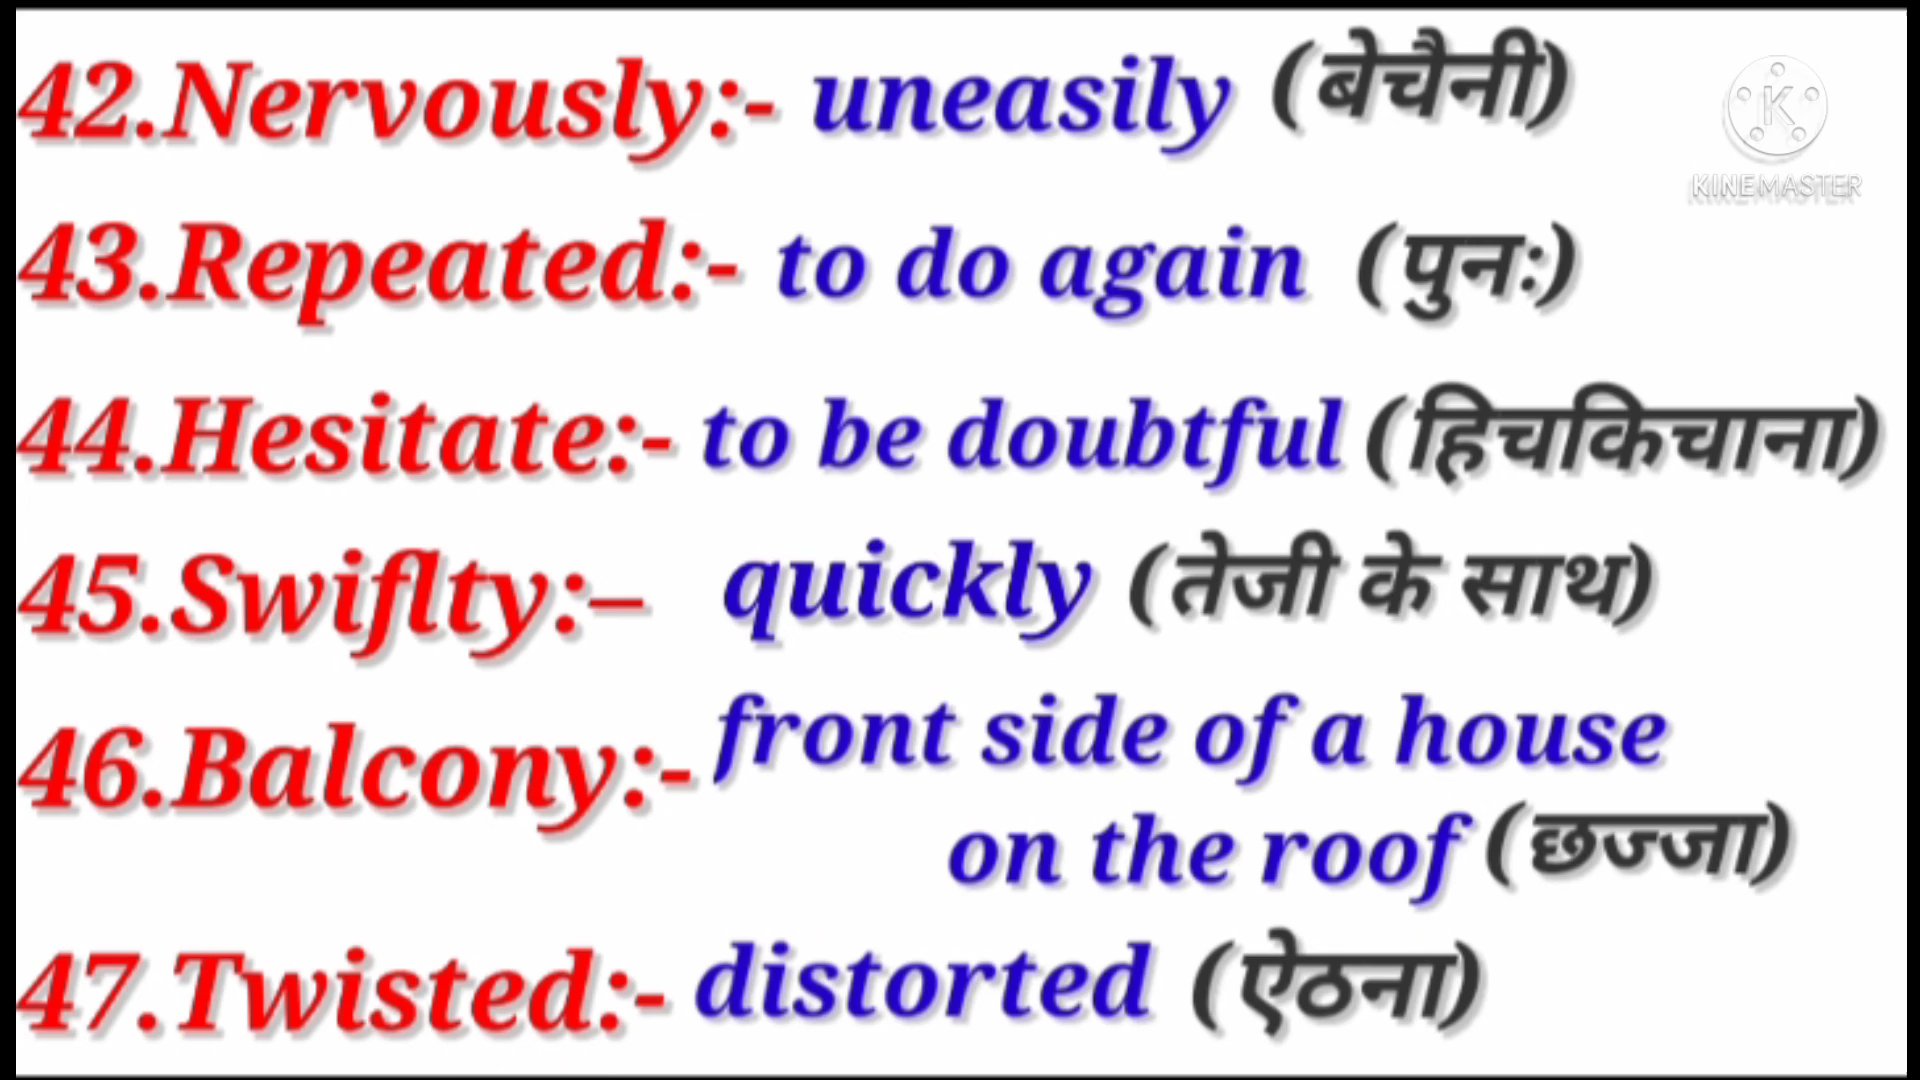 42.Nervously:- uneasily (बेचैनी)
KINEMASTER
43.Repeated:- to do again (पुनः)
44.Hesitate:- to be doubtful (हिचकिचाना)
45.Swiflty:– quickly (तेजी के साथ)
46.Balcony:- front side of a house
on the roof (छज्जा)
47.Twisted:- distorted (ऐठना)